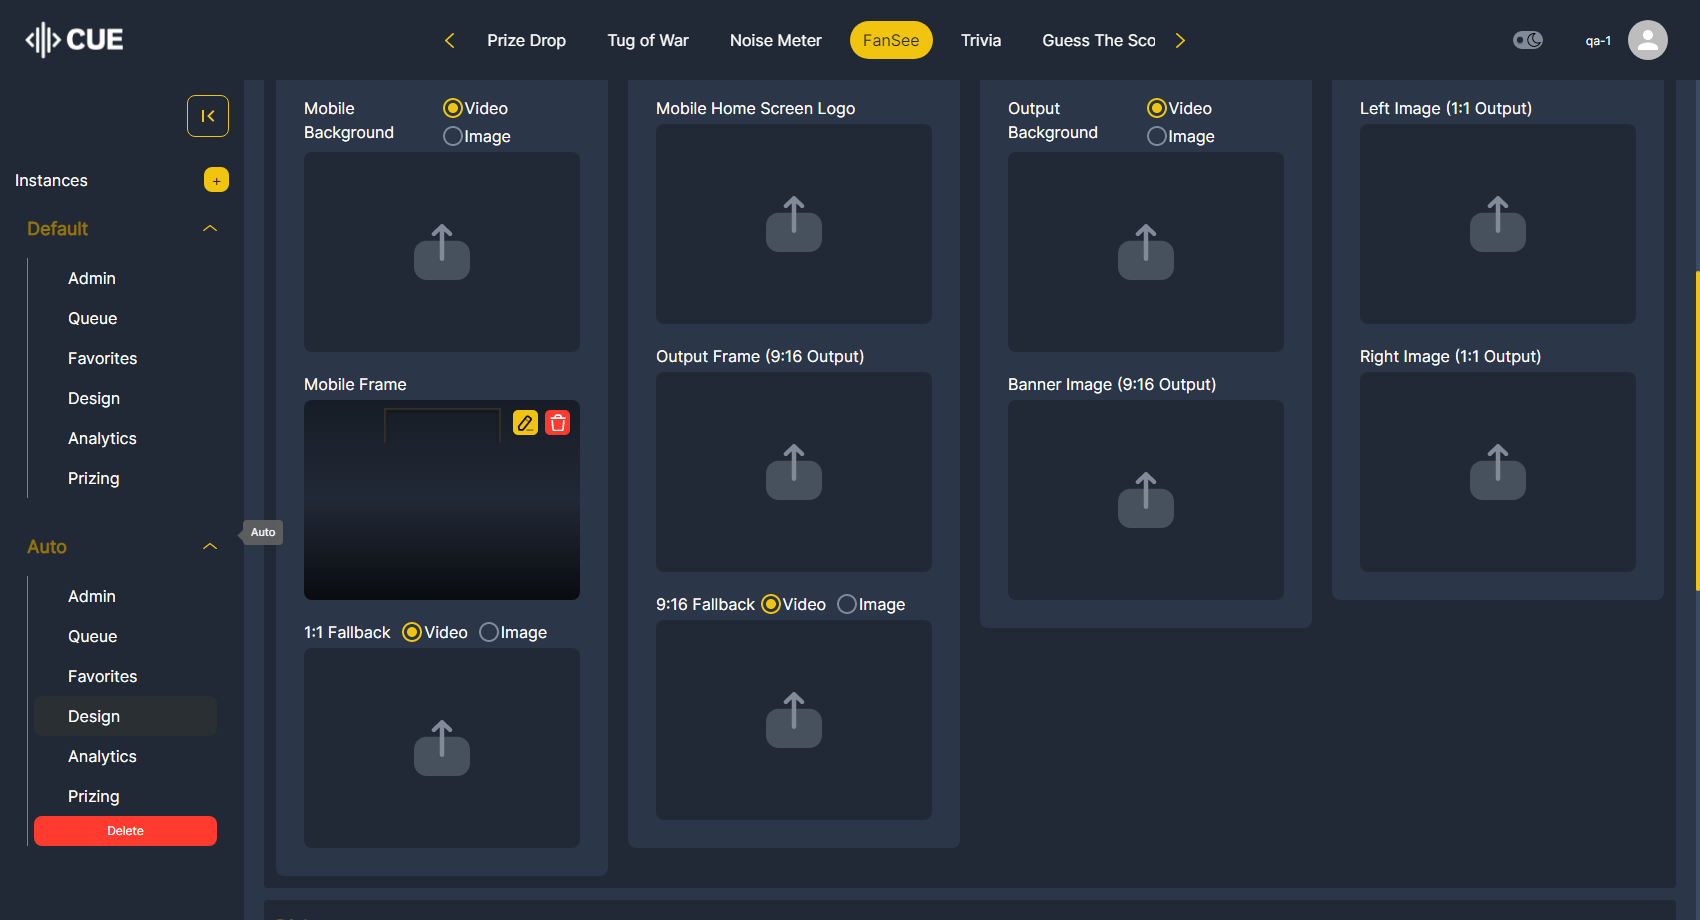 CUE
Prize Drop
Tug of War
Noise Meter
FanSee
Trivia
Guess The Sco
qa-1
Instances
+
Default
Admin
Queue
Favorites
Design
Analytics
Prizing
Auto
Admin
Queue
Favorites
Design
Analytics
Prizing
Delete
Auto
Mobile
Background
Video
Image
Mobile Frame
1:1 Fallback
Video
Image
Mobile Home Screen Logo
Output Frame (9:16 Output)
9:16 Fallback
Video
Image
Output
Background
Video
Image
Banner Image (9:16 Output)
Left Image (1:1 Output)
Right Image (1:1 Output)